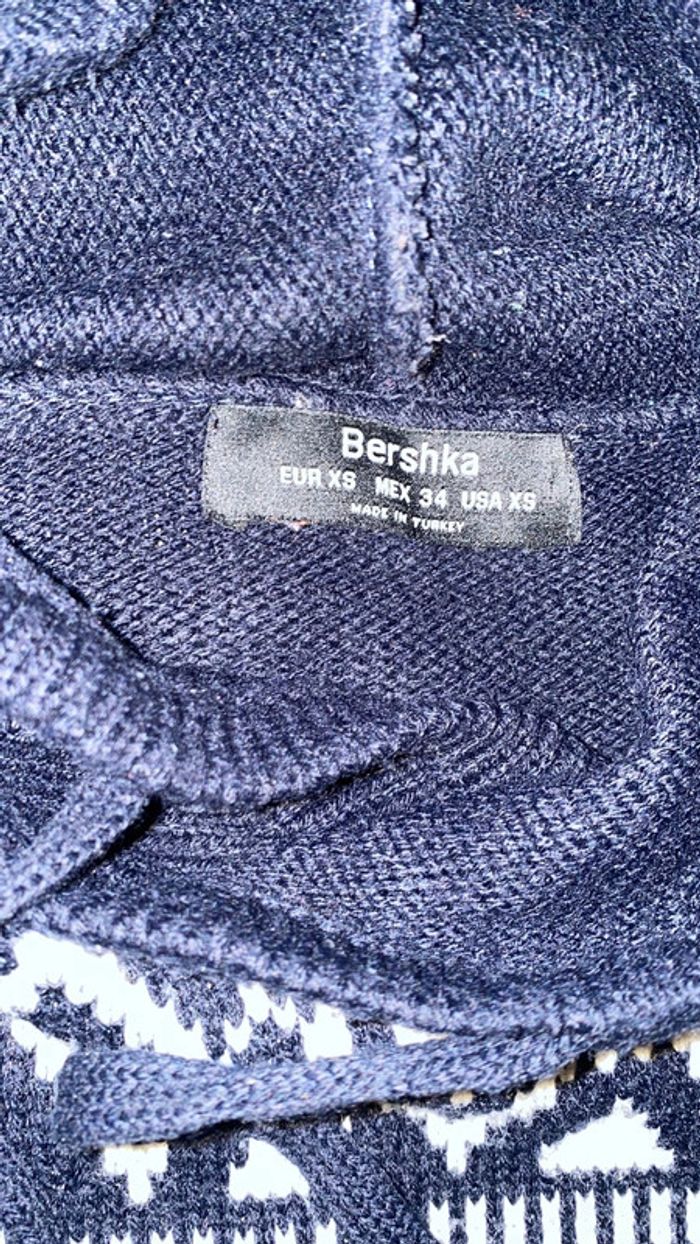 Bershka
EUR XS MEX 34 USA XS
MADE IN TURKEY